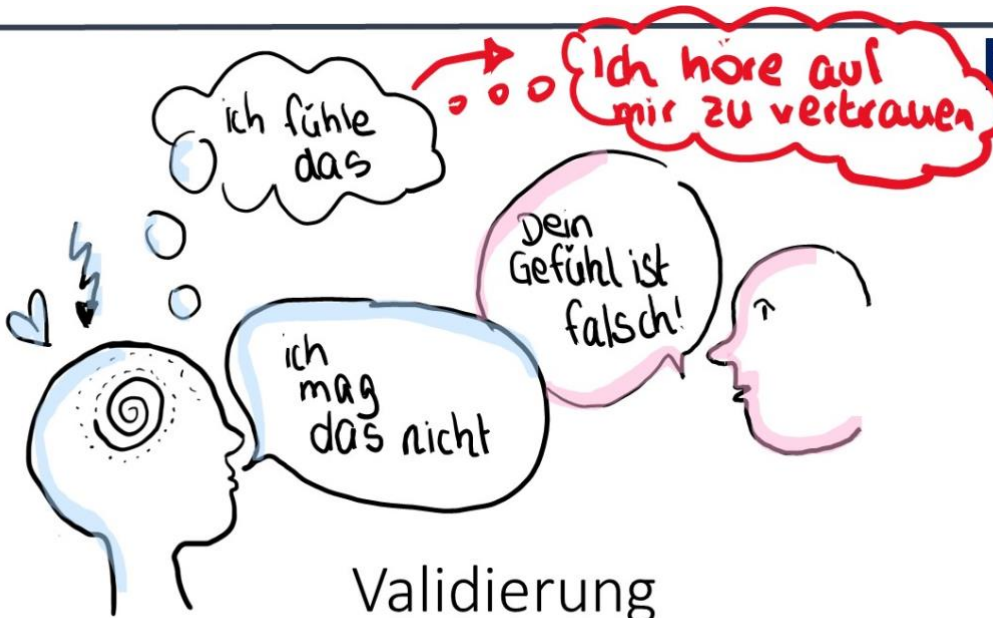 ich fühle
das
Ich höre auf
mir zu vertrauen
Dein
Gefühl ist
falsch!
ich
mag
das nicht
Validierung